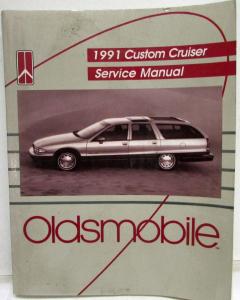 1991 Custom Cruiser
Service Manual
Oldsmobile